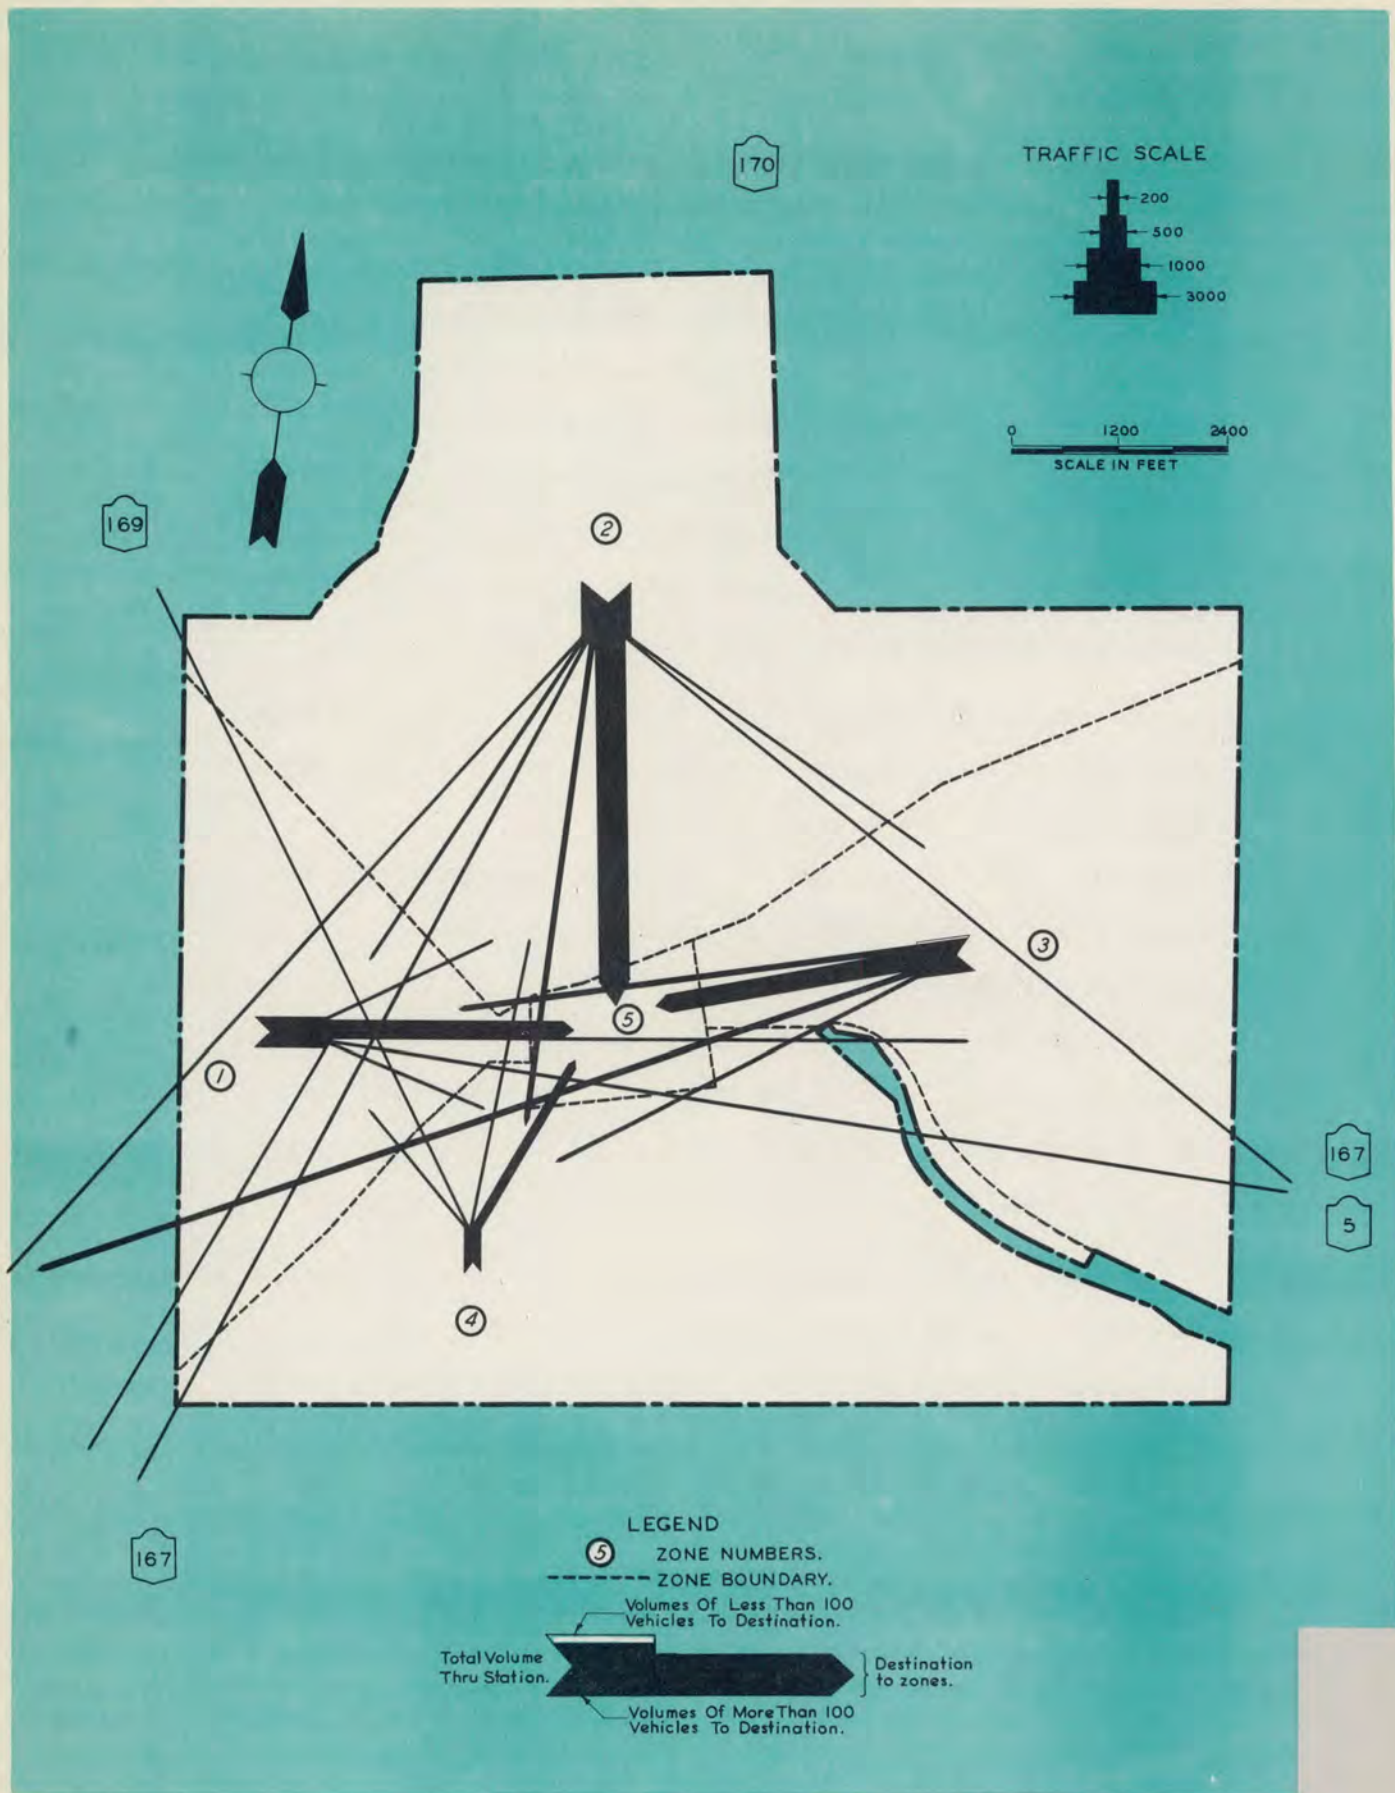 170
TRAFFIC SCALE
200
500
1000
3000
0 1200 2400
SCALE IN FEET
169
2
3
5
1
167
5
4
167
LEGEND
5 ZONE NUMBERS.
ZONE BOUNDARY.
Volumes Of Less Than 100
Vehicles To Destination.
Total Volume
Thru Station.
Destination
to zones.
Volumes Of More Than 100
Vehicles To Destination.